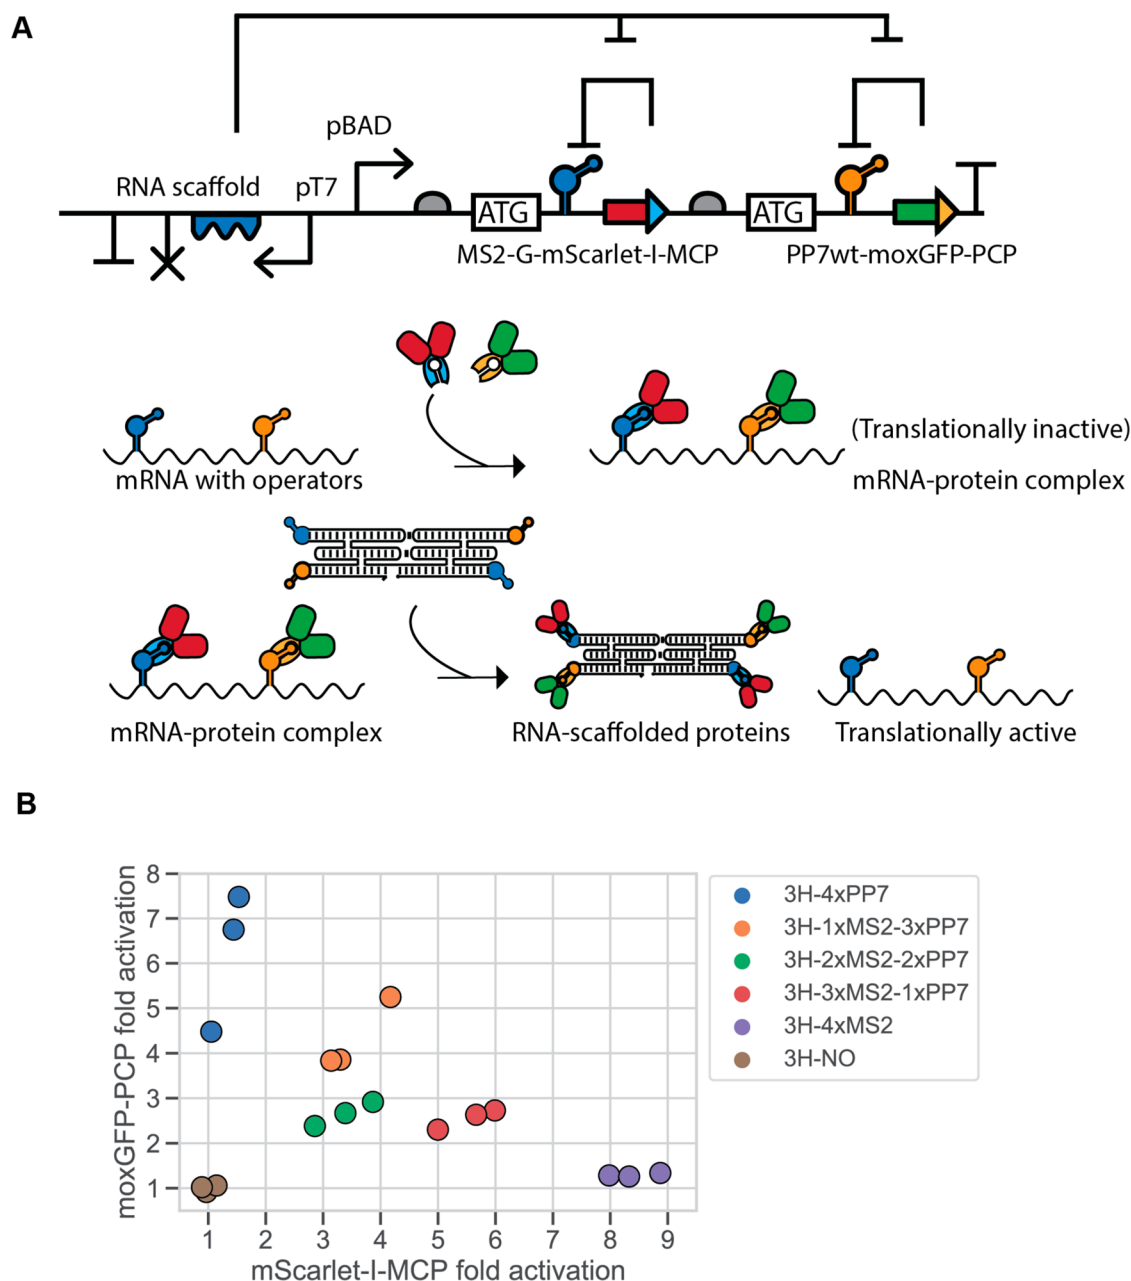 A
pBAD
RNA scaffold
pT7
ATG
ATG
MS2-G-mScarlet-I-MCP
PP7wt-moxGFP-PCP
(Translationally inactive)
mRNA with operators
mRNA-protein complex
mRNA-protein complex
RNA-scaffolded proteins
Translationally active
B
moxGFP-PCP fold activation
8
7
6
5
4
3
2
1
1 2 3 4 5 6 7 8 9
mScarlet-I-MCP fold activation
3H-4xPP7
3H-1xMS2-3xPP7
3H-2xMS2-2xPP7
3H-3xMS2-1xPP7
3H-4xMS2
3H-NO